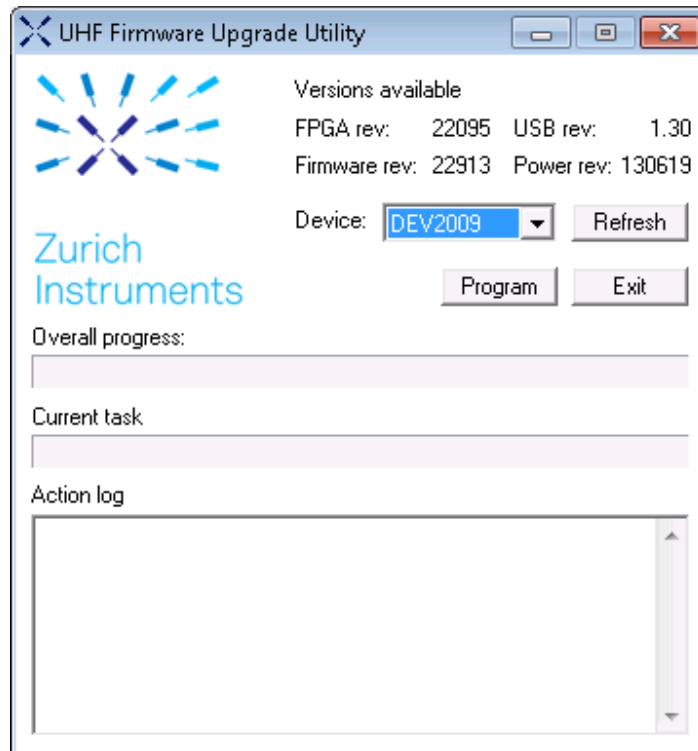 UHF Firmware Upgrade Utility
Versions available
FPGA rev: 22095 USB rev: 1.30
Firmware rev: 22913 Power rev: 130619
Device: DEV2009 Refresh
Zurich
Instruments
Program Exit
Overall progress:
Current task
Action log